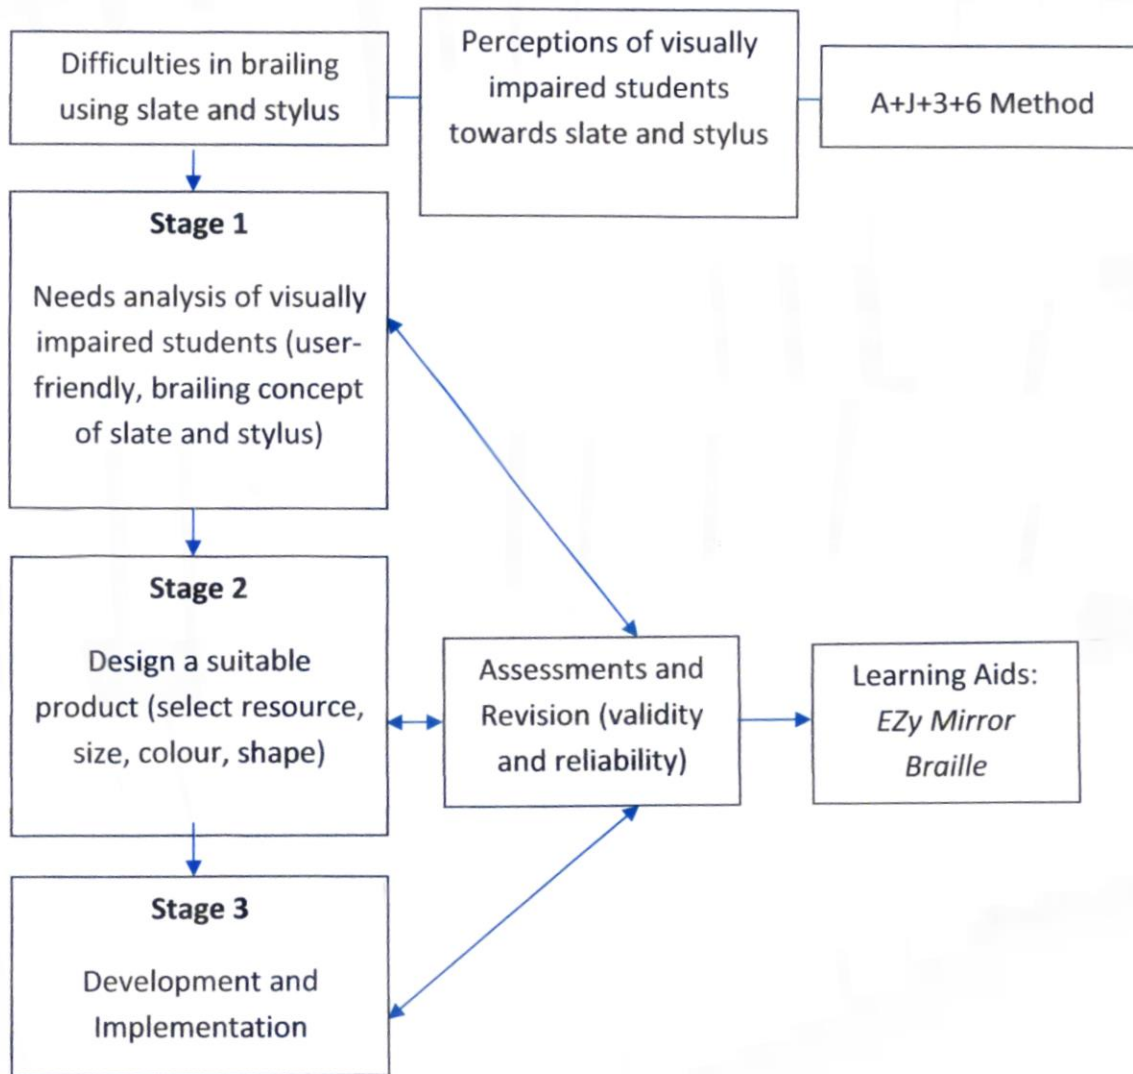 Difficulties in brailing
using slate and stylus
Perceptions of visually
impaired students
towards slate and stylus
A+J+3+6 Method
Stage 1
Needs analysis of visually
impaired students (user-
friendly, brailing concept
of slate and stylus)
Stage 2
Design a suitable
product (select resource,
size, colour, shape)
Assessments and
Revision (validity
and reliability)
Learning Aids:
EZy Mirror
Braille
Stage 3
Development and
Implementation